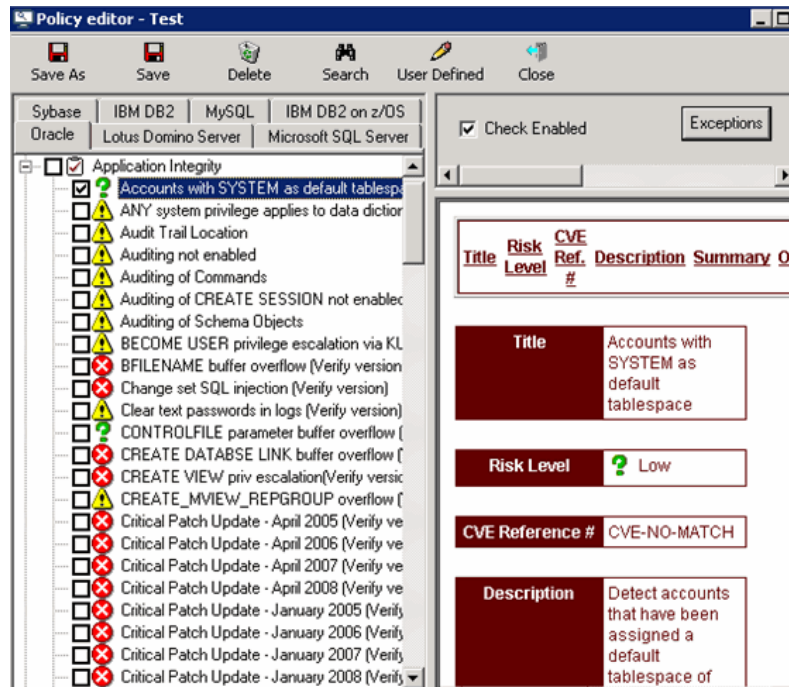 Policy editor - Test
Save As Save Delete Search User Defined Close
Sybase IBM DB2 MySQL IBM DB2 on z/OS
Oracle Lotus Domino Server Microsoft SQL Server
Application Integrity
Accounts with SYSTEM as default tablespa
ANY system privilege applies to data diction
Audit Trail Location
Auditing not enabled
Auditing of Commands
Auditing of CREATE SESSION not enabled
Auditing of Schema Objects
BECOME USER privilege escalation via KU
BFILENAME buffer overflow (Verify version
Change set SQL injection (Verify version)
Clear text passwords in logs (Verify version)
CONTROLFILE parameter buffer overflow (
CREATE DATABSE LINK buffer overflow (
CREATE VIEW priv escalation(Verify versio
CREATE_MVIEW_REPGROUP overflow (
Critical Patch Update - April 2005 (Verify ve
Critical Patch Update - April 2006 (Verify ve
Critical Patch Update - April 2007 (Verify ve
Critical Patch Update - April 2008 (Verify ve
Critical Patch Update - January 2005 (Verify
Critical Patch Update - January 2006 (Verify
Critical Patch Update - January 2007 (Verify
Critical Patch Update - January 2008 (Verify
Check Enabled
Exceptions
Title Risk Level CVE Ref. # Description Summary O
Title
Accounts with
SYSTEM as
default
tablespace
Risk Level
? Low
CVE Reference # CVE-NO-MATCH
Description
Detect accounts
that have been
assigned a
default
tablespace of